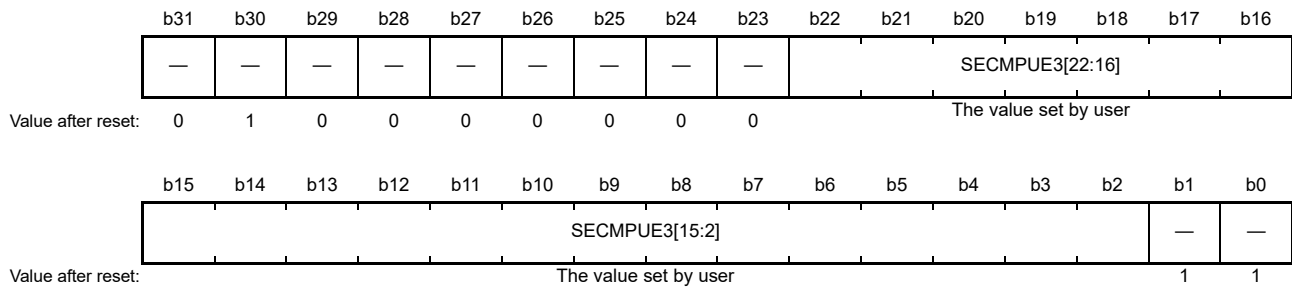 b31 b30 b29 b28 b27 b26 b25 b24 b23 b22 b21 b20 b19 b18 b17 b16
— — — — — — — — — SECMPUE3[22:16]
Value after reset: 0 1 0 0 0 0 0 0 0 The value set by user
b15 b14 b13 b12 b11 b10 b9 b8 b7 b6 b5 b4 b3 b2 b1 b0
SECMPUE3[15:2] — —
Value after reset: The value set by user 1 1